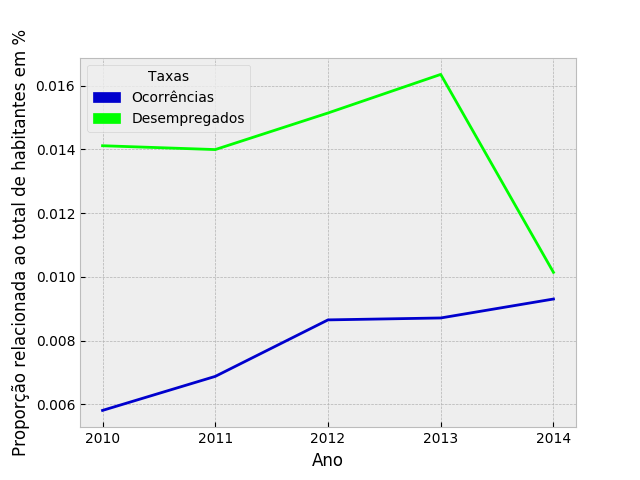 Proporção relacionada ao total de habitantes em %
Taxas
Ocorrências
Desempregados
0.016
0.014
0.012
0.010
0.008
0.006
2010 2011 2012 2013 2014
Ano